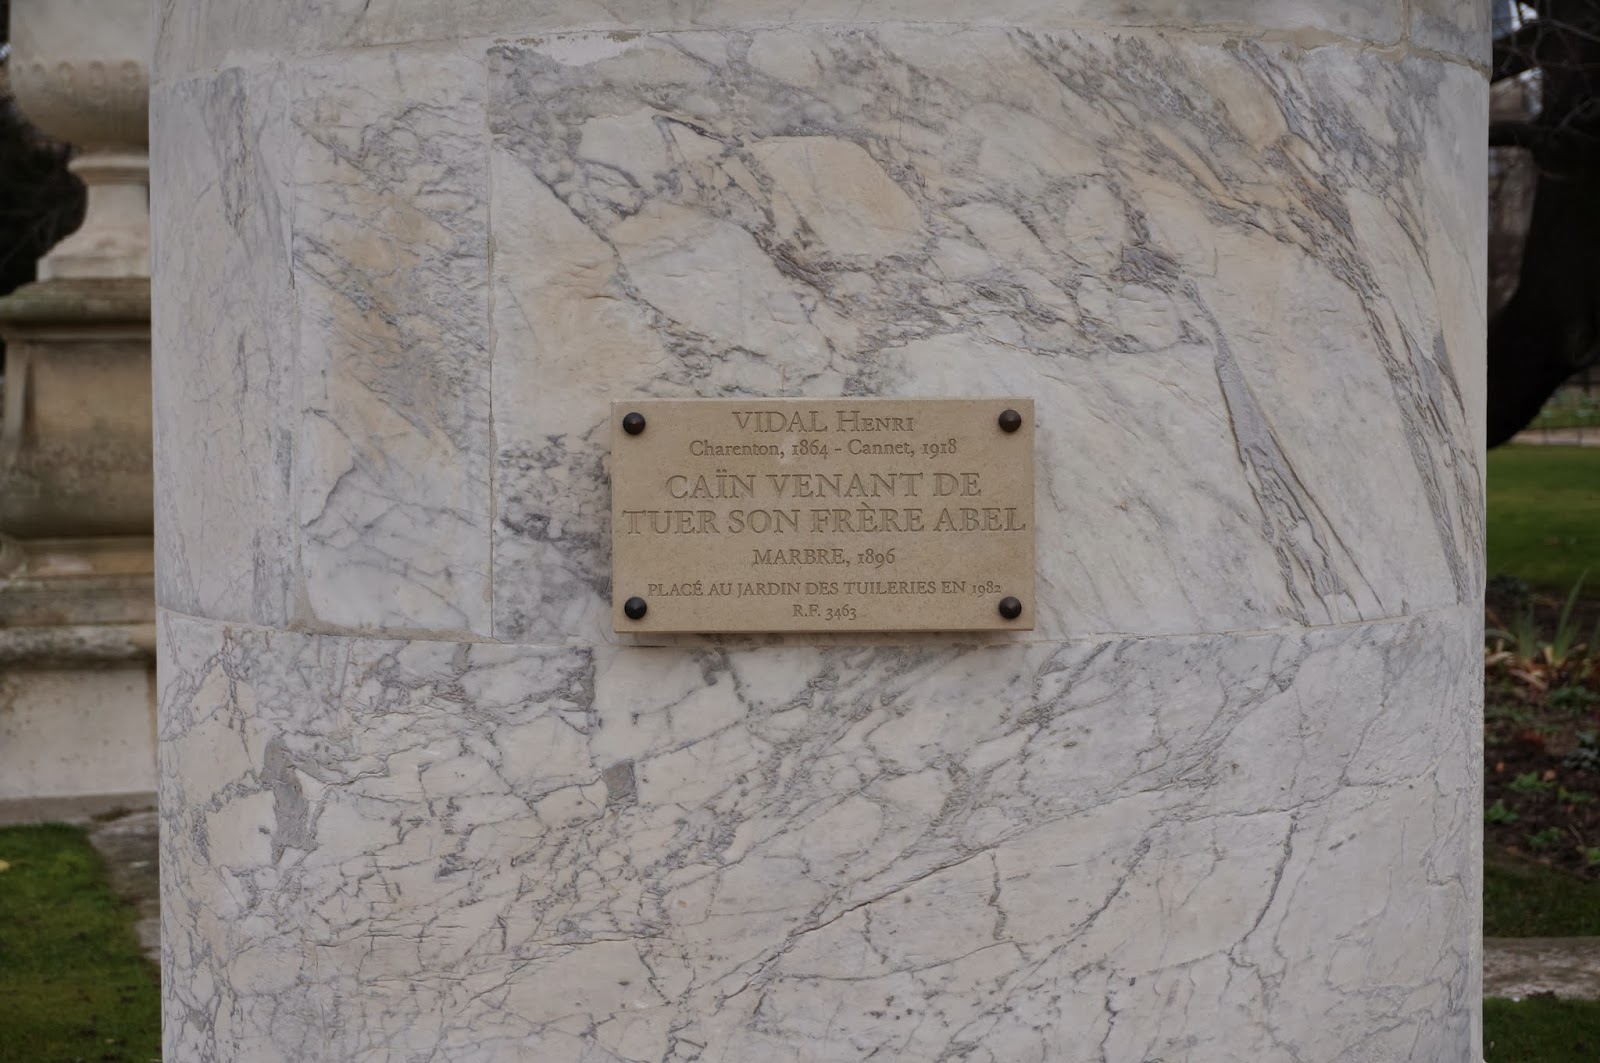 VIDAL HENRI
Charenton, 1864 - Cannet, 1918
CAÏN VENANT DE
TUER SON FRÈRE ABEL
MARBRE, 1896
PLACÉ AU JARDIN DES TUILERIES EN 1982
R.F. 3463